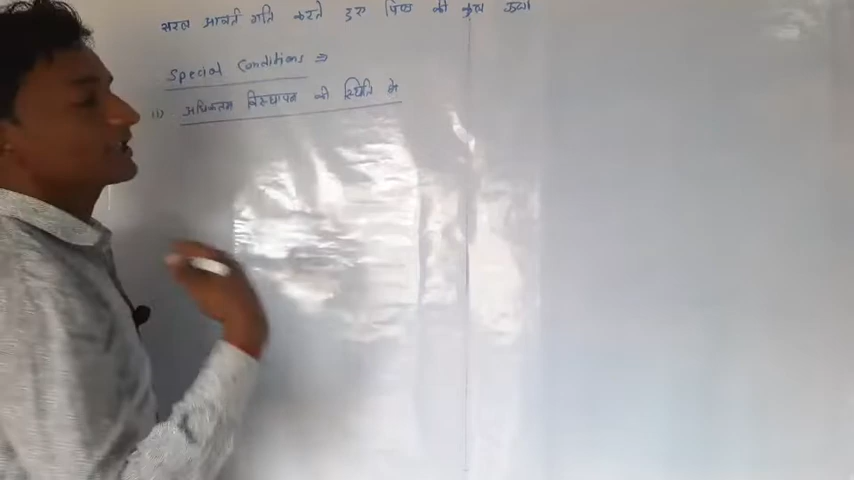 सरल आवर्त गति करते हुए पिण्ड की कुल ऊर्जा
Special Conditions ⇒
(i) अधिकतम विस्थापन की स्थिति में